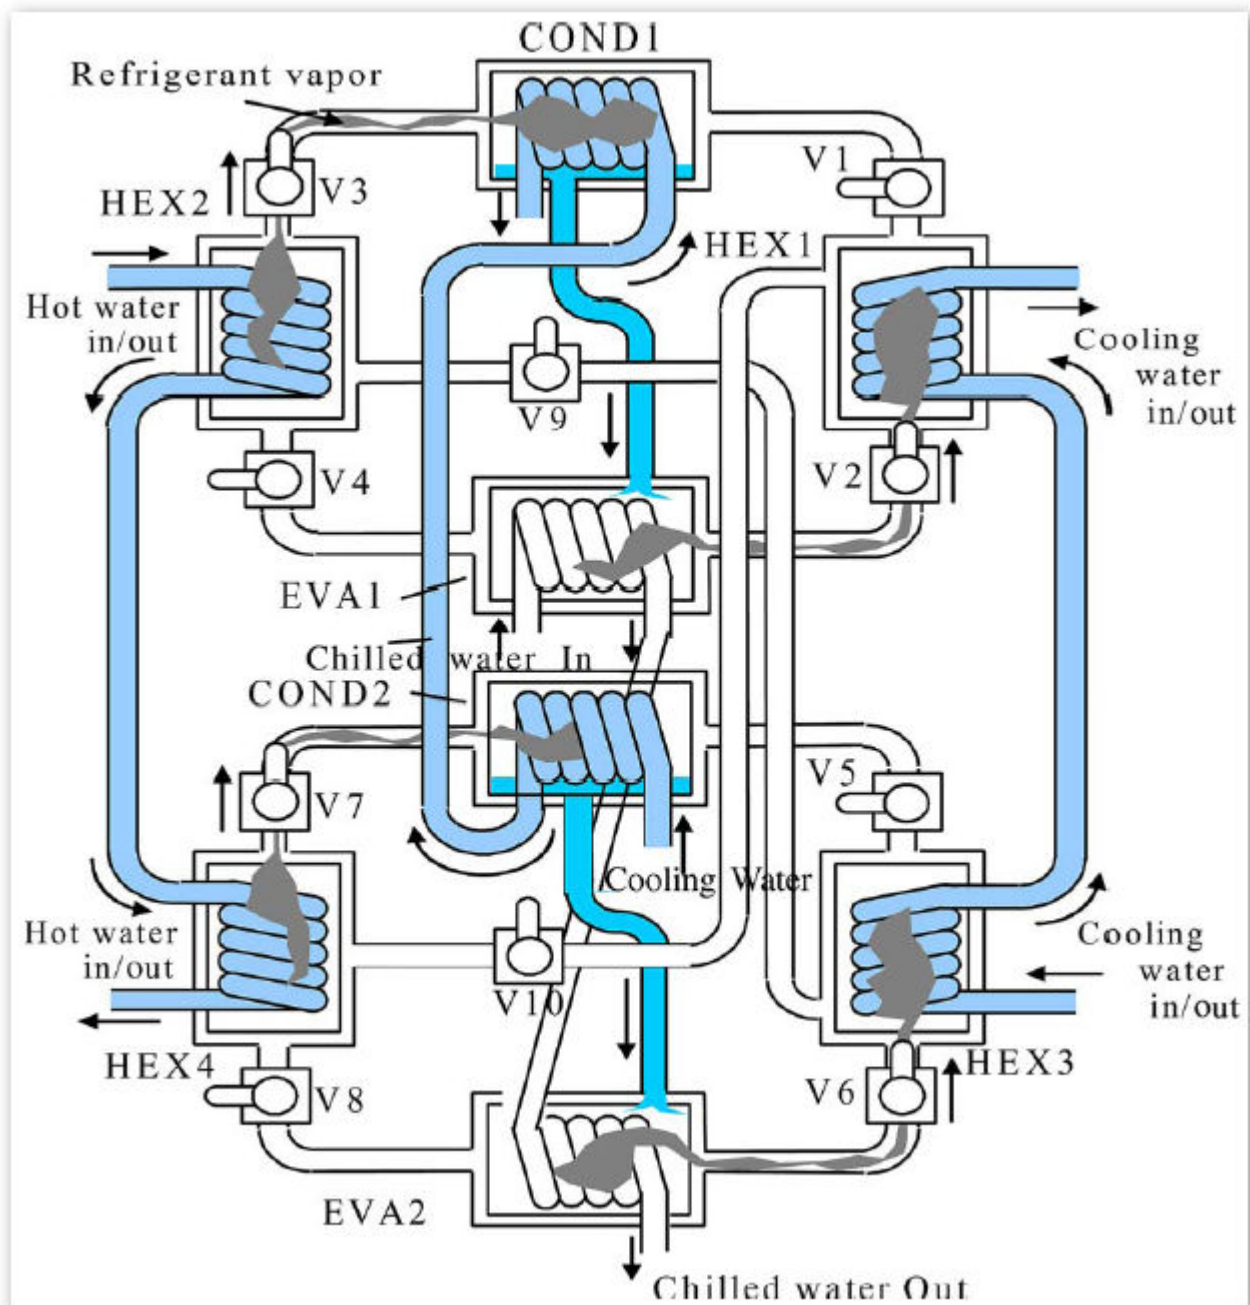 COND1
Refrigerant vapor
V1
V3
HEX2
HEX1
Hot water
in/out
Cooling
water
in/out
V9
V4
V2
EVA1
Chilled water In
COND2
V5
V7
Cooling Water
Hot water
in/out
Cooling
water
in/out
V10
HEX4
HEX3
V8
V6
EVA2
Chilled water Out